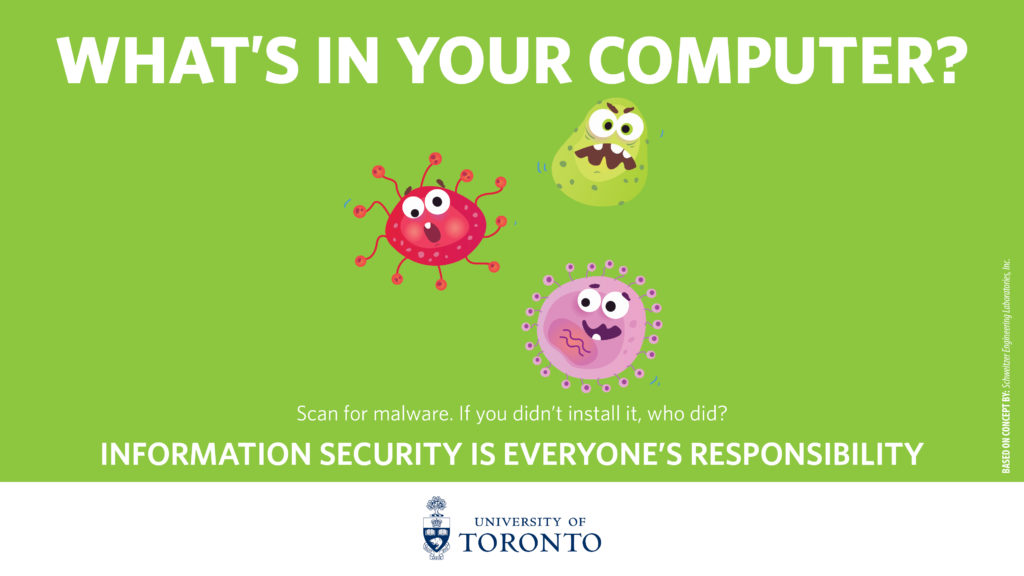 WHAT'S IN YOUR COMPUTER?
Scan for malware. If you didn't install it, who did?
INFORMATION SECURITY IS EVERYONE'S RESPONSIBILITY
BASED ON CONCEPT BY: Schweitzer Engineering Laboratories, Inc.
UNIVERSITY OF
TORONTO